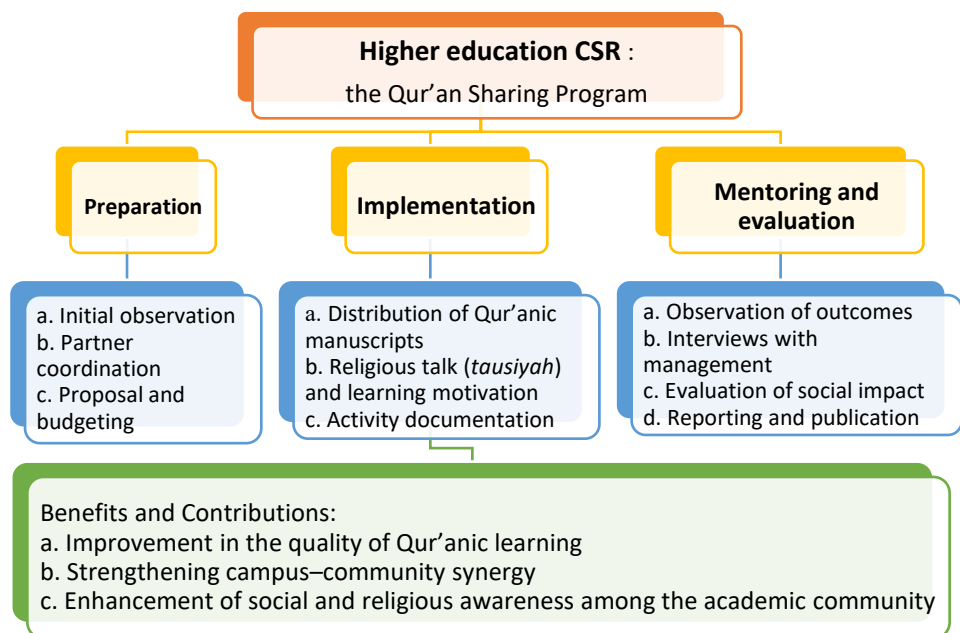 Higher education CSR :
the Qur’an Sharing Program
Preparation
Implementation
Mentoring and
evaluation
a. Initial observation
b. Partner
coordination
c. Proposal and
budgeting
a. Distribution of Qur’anic
manuscripts
b. Religious talk (tausiyah)
and learning motivation
c. Activity documentation
a. Observation of outcomes
b. Interviews with
management
c. Evaluation of social impact
d. Reporting and publication
Benefits and Contributions:
a. Improvement in the quality of Qur’anic learning
b. Strengthening campus–community synergy
c. Enhancement of social and religious awareness among the academic community